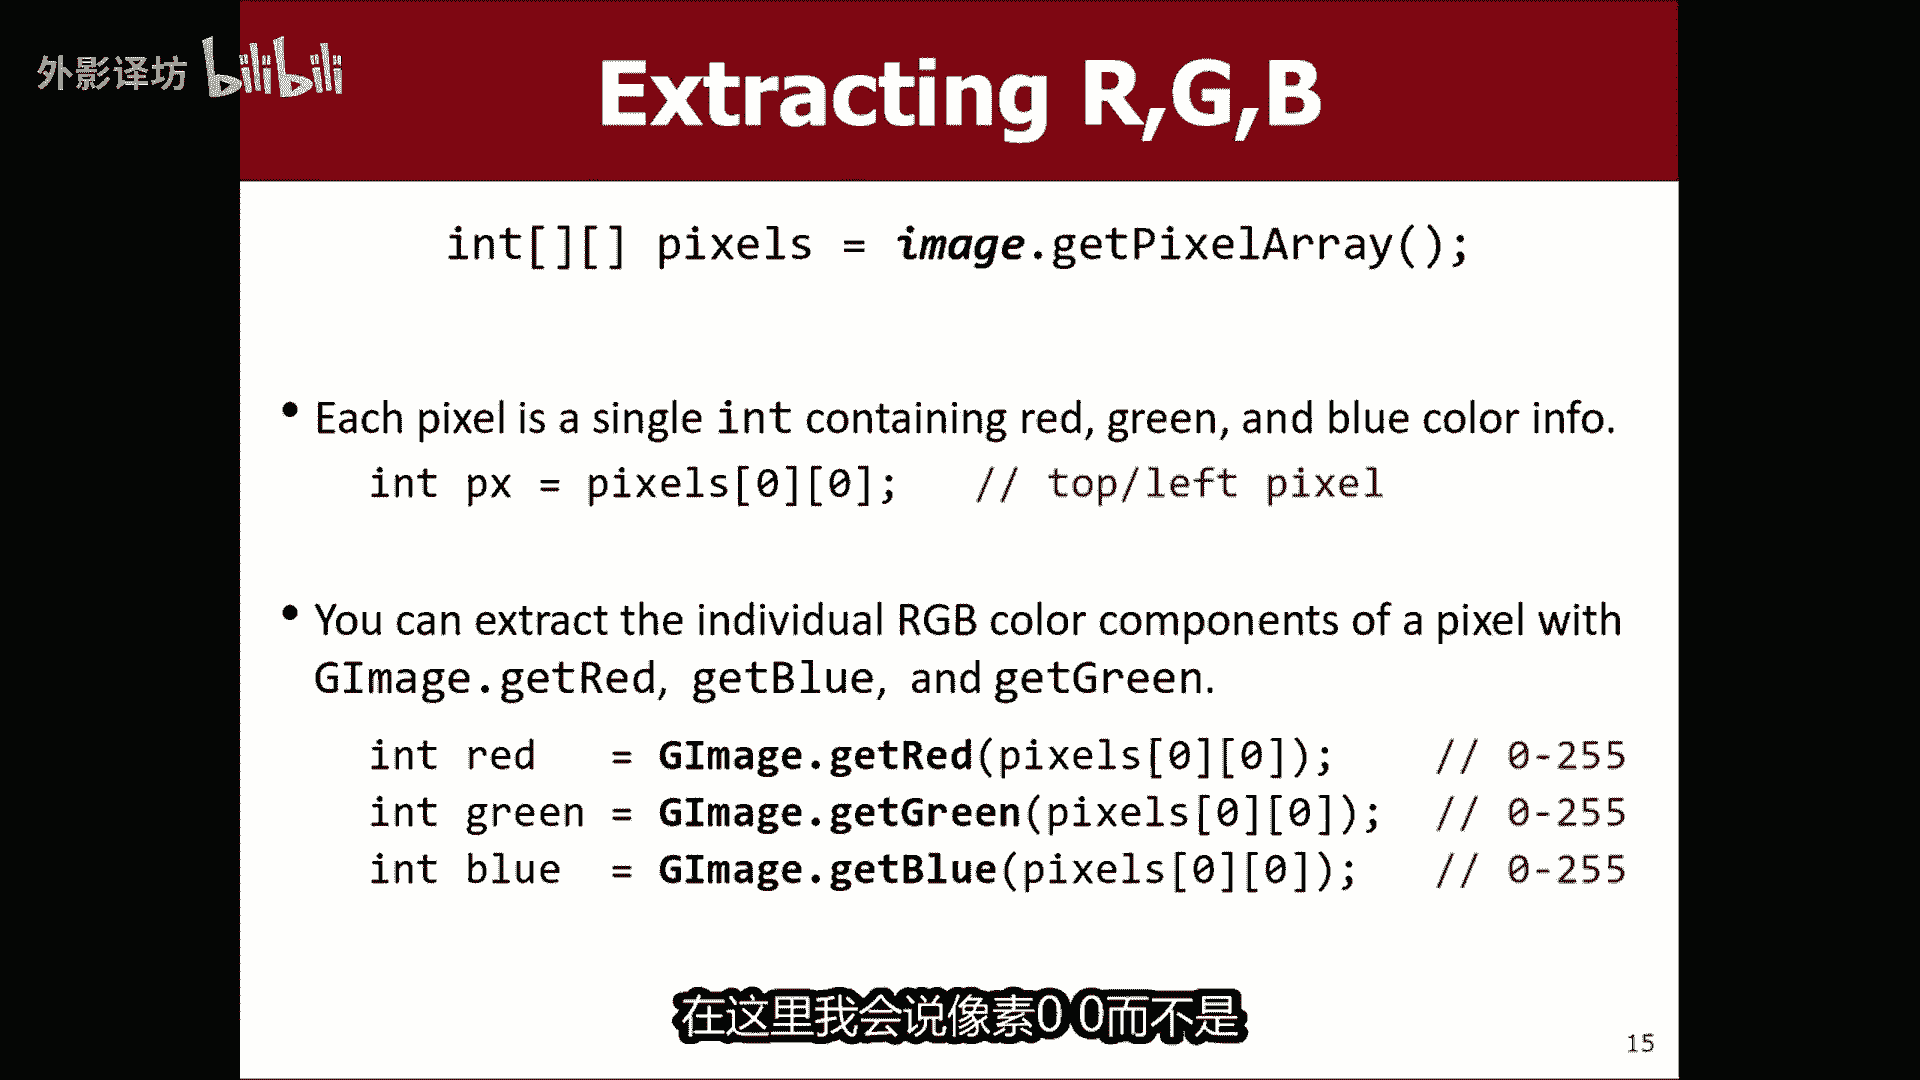 外影译坊 bilibili
Extracting R,G,B
int[][] pixels = image.getPixelArray();
• Each pixel is a single int containing red, green, and blue color info.
int px = pixels[0][0];   // top/left pixel
• You can extract the individual RGB color components of a pixel with
GImage.getRed, getBlue, and getGreen.
int red   = GImage.getRed(pixels[0][0]);    // 0-255
int green = GImage.getGreen(pixels[0][0]);  // 0-255
int blue  = GImage.getBlue(pixels[0][0]);   // 0-255
在这里我会说像素0 0而不是
15